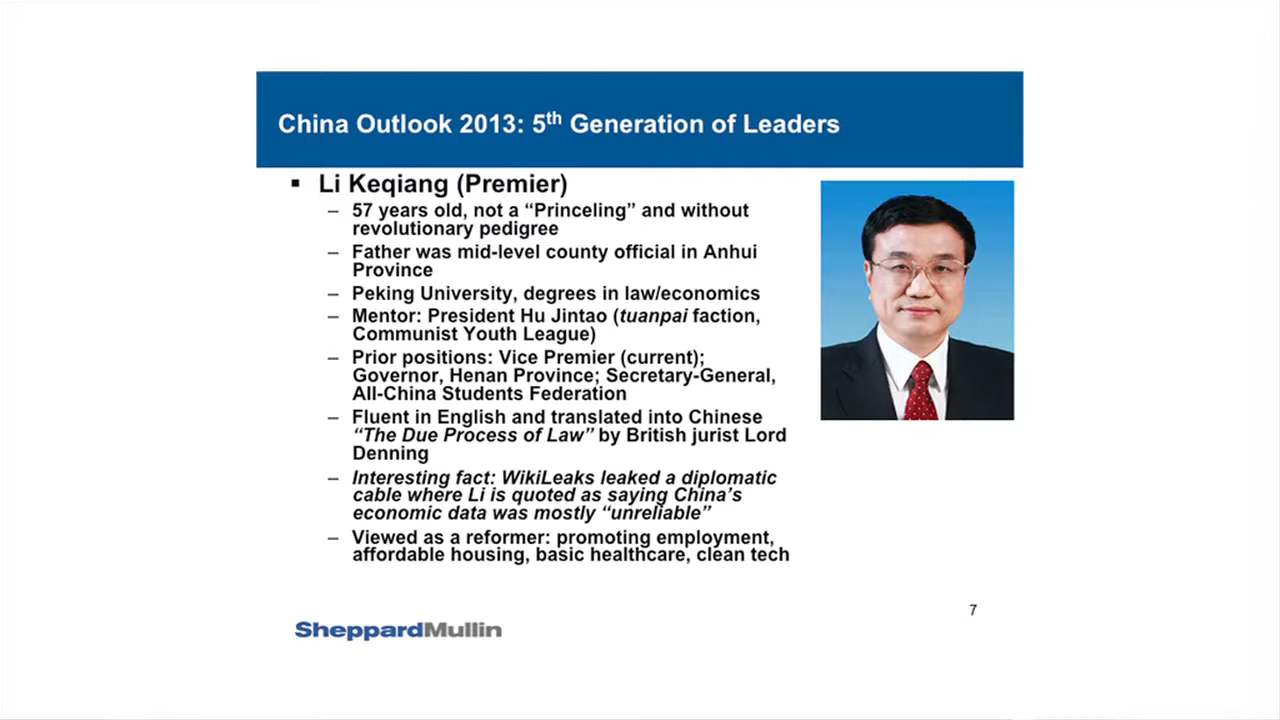 China Outlook 2013: 5th Generation of Leaders
▪ Li Keqiang (Premier)
– 57 years old, not a “Princeling” and without
revolutionary pedigree
– Father was mid-level county official in Anhui
Province
– Peking University, degrees in law/economics
– Mentor: President Hu Jintao (tuanpai faction,
Communist Youth League)
– Prior positions: Vice Premier (current);
Governor, Henan Province; Secretary-General,
All-China Students Federation
– Fluent in English and translated into Chinese
“The Due Process of Law” by British jurist Lord
Denning
– Interesting fact: WikiLeaks leaked a diplomatic
cable where Li is quoted as saying China’s
economic data was mostly “unreliable”
– Viewed as a reformer: promoting employment,
affordable housing, basic healthcare, clean tech
7
SheppardMullin